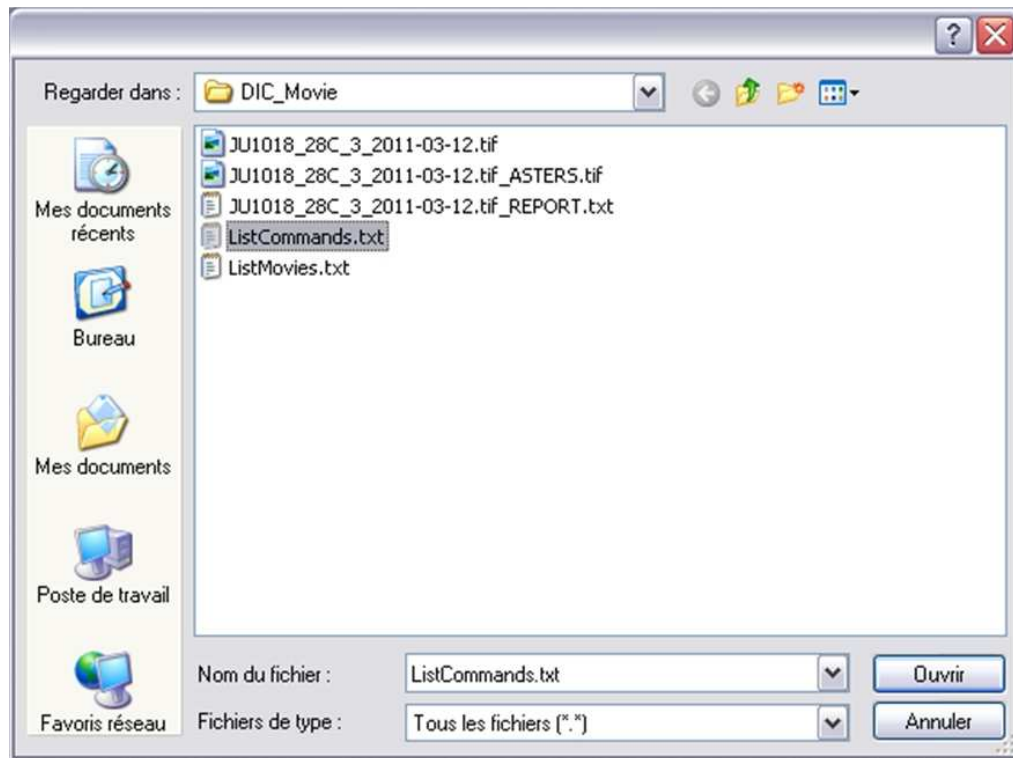 Regarder dans :
DIC_Movie
JU1018_28C_3_2011-03-12.tif
JU1018_28C_3_2011-03-12.tif_ASTERS.tif
JU1018_28C_3_2011-03-12.tif_REPORT.txt
ListCommands.txt
ListMovies.txt
Mes documents
récents
Bureau
Mes documents
Poste de travail
Favoris réseau
Nom du fichier :
ListCommands.txt
Ouvrir
Fichiers de type :
Tous les fichiers (*.*)
Annuler